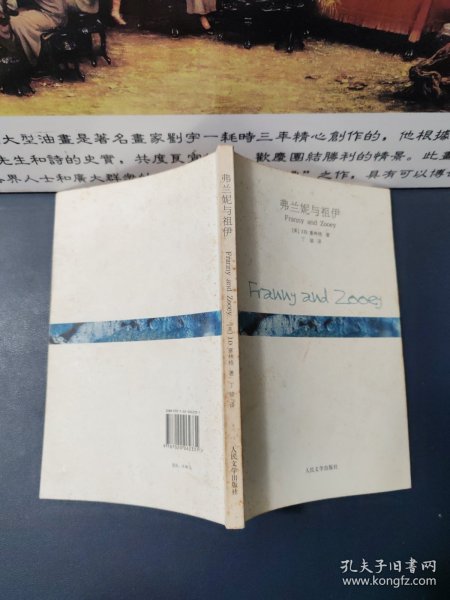 大型油畫是著名畫家劉宇一耗時三年精心創作的，他根據
先生和詩的史實，共度
歡慶團結勝利的情景。此畫
各界人士和廣大群眾
之作，具有可以傳
弗兰妮与祖伊
Franny and Zooey
[美] J.D. 塞林格 著
丁骏 译
Franny and Zooey
人民文学出版社
弗兰妮与祖伊
Franny and Zooey
[美] J.D. 塞林格 著
丁骏 译
人民文学出版社
孔夫子旧书网
www.kongfz.com